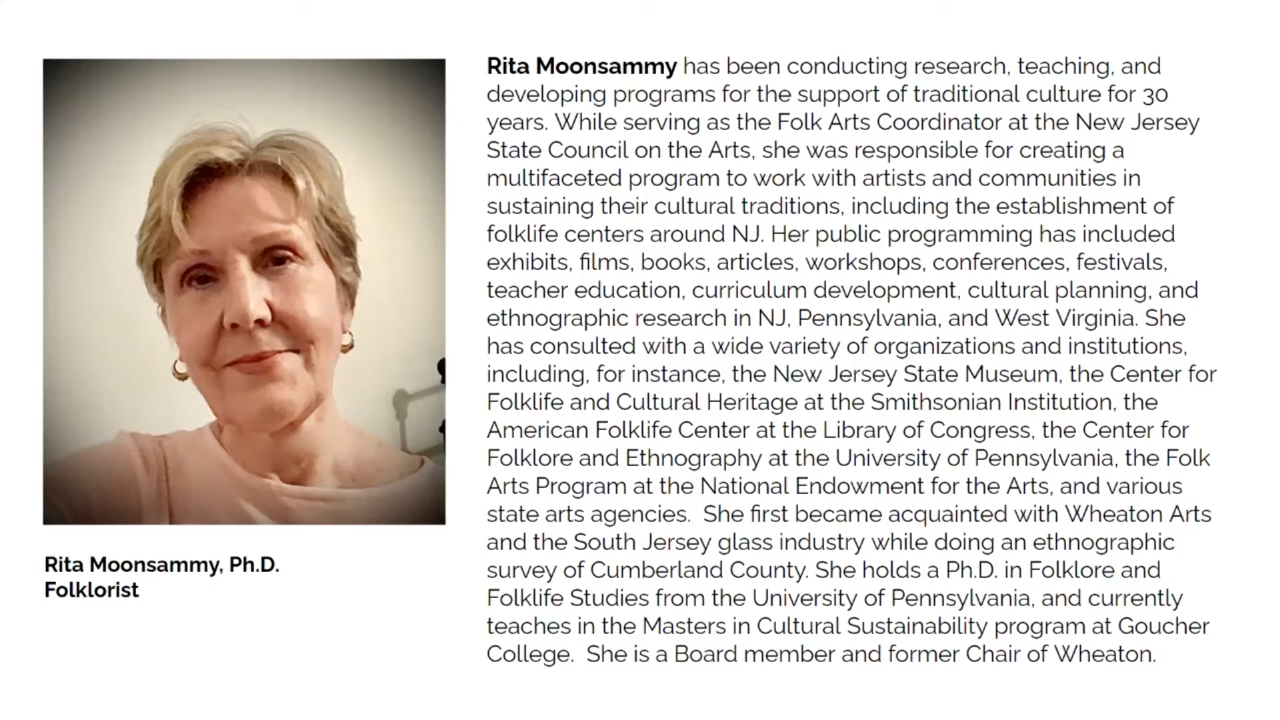 Rita Moonsammy has been conducting research, teaching, and
developing programs for the support of traditional culture for 30
years. While serving as the Folk Arts Coordinator at the New Jersey
State Council on the Arts, she was responsible for creating a
multifaceted program to work with artists and communities in
sustaining their cultural traditions, including the establishment of
folklife centers around NJ. Her public programming has included
exhibits, films, books, articles, workshops, conferences, festivals,
teacher education, curriculum development, cultural planning, and
ethnographic research in NJ, Pennsylvania, and West Virginia. She
has consulted with a wide variety of organizations and institutions,
including, for instance, the New Jersey State Museum, the Center for
Folklife and Cultural Heritage at the Smithsonian Institution, the
American Folklife Center at the Library of Congress, the Center for
Folklore and Ethnography at the University of Pennsylvania, the Folk
Arts Program at the National Endowment for the Arts, and various
state arts agencies.  She first became acquainted with Wheaton Arts
and the South Jersey glass industry while doing an ethnographic
survey of Cumberland County. She holds a Ph.D. in Folklore and
Folklife Studies from the University of Pennsylvania, and currently
teaches in the Masters in Cultural Sustainability program at Goucher
College.  She is a Board member and former Chair of Wheaton.
Rita Moonsammy, Ph.D.
Folklorist